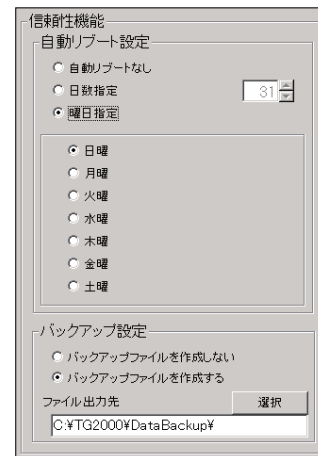 信頼性機能
自動リブート設定
自動リブートなし
日数指定 31
曜日指定
日曜
月曜
火曜
水曜
木曜
金曜
土曜
バックアップ設定
バックアップファイルを作成しない
バックアップファイルを作成する
ファイル出力先 選択
C:¥TG2000¥DataBackup¥